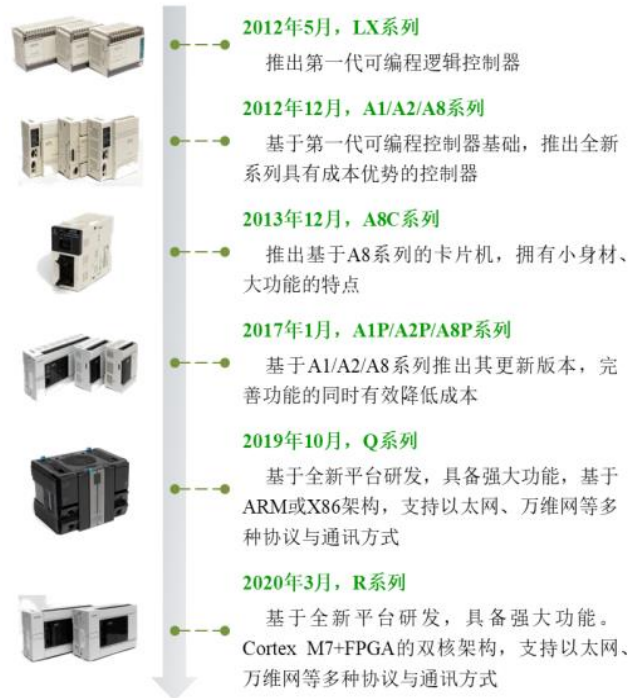 2012年5月，LX系列
推出第一代可编程逻辑控制器
2012年12月，A1/A2/A8系列
基于第一代可编程控制器基础，推出全新
系列具有成本优势的控制器
2013年12月，A8C系列
推出基于A8系列的卡片机，拥有小身材、
大功能的特点
2017年1月，A1P/A2P/A8P系列
基于A1/A2/A8系列推出其更新版本，完
善功能的同时有效降低成本
2019年10月，Q系列
基于全新平台研发，具备强大功能，基于
ARM或X86架构，支持以太网、万维网等多
种协议与通讯方式
2020年3月，R系列
基于全新平台研发，具备强大功能。
Cortex M7+FPGA的双核架构，支持以太网、
万维网等多种协议与通讯方式